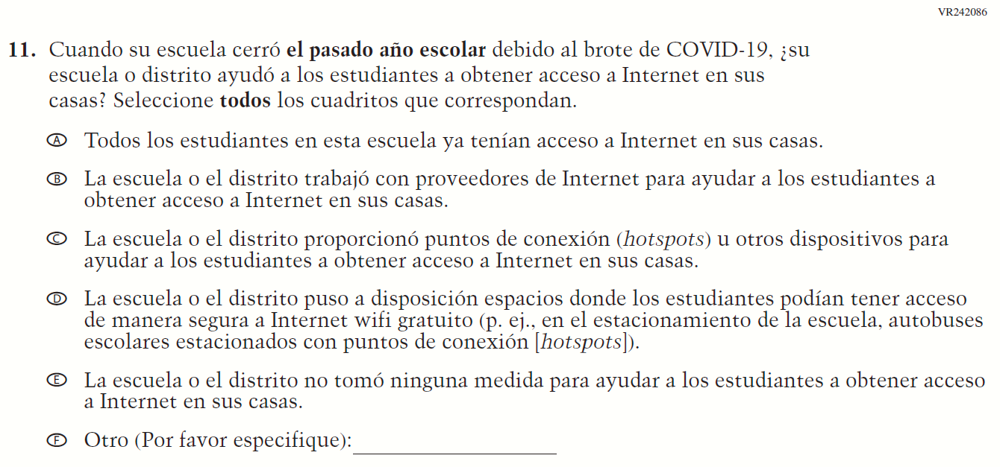 VR242086
11. Cuando su escuela cerró el pasado año escolar debido al brote de COVID-19, ¿su
escuela o distrito ayudó a los estudiantes a obtener acceso a Internet en sus
casas? Seleccione todos los cuadritos que correspondan.
A Todos los estudiantes en esta escuela ya tenían acceso a Internet en sus casas.
B La escuela o el distrito trabajó con proveedores de Internet para ayudar a los estudiantes a
obtener acceso a Internet en sus casas.
C La escuela o el distrito proporcionó puntos de conexión (hotspots) u otros dispositivos para
ayudar a los estudiantes a obtener acceso a Internet en sus casas.
D La escuela o el distrito puso a disposición espacios donde los estudiantes podían tener acceso
de manera segura a Internet wifi gratuito (p. ej., en el estacionamiento de la escuela, autobuses
escolares estacionados con puntos de conexión [hotspots]).
E La escuela o el distrito no tomó ninguna medida para ayudar a los estudiantes a obtener acceso
a Internet en sus casas.
F Otro (Por favor especifique):